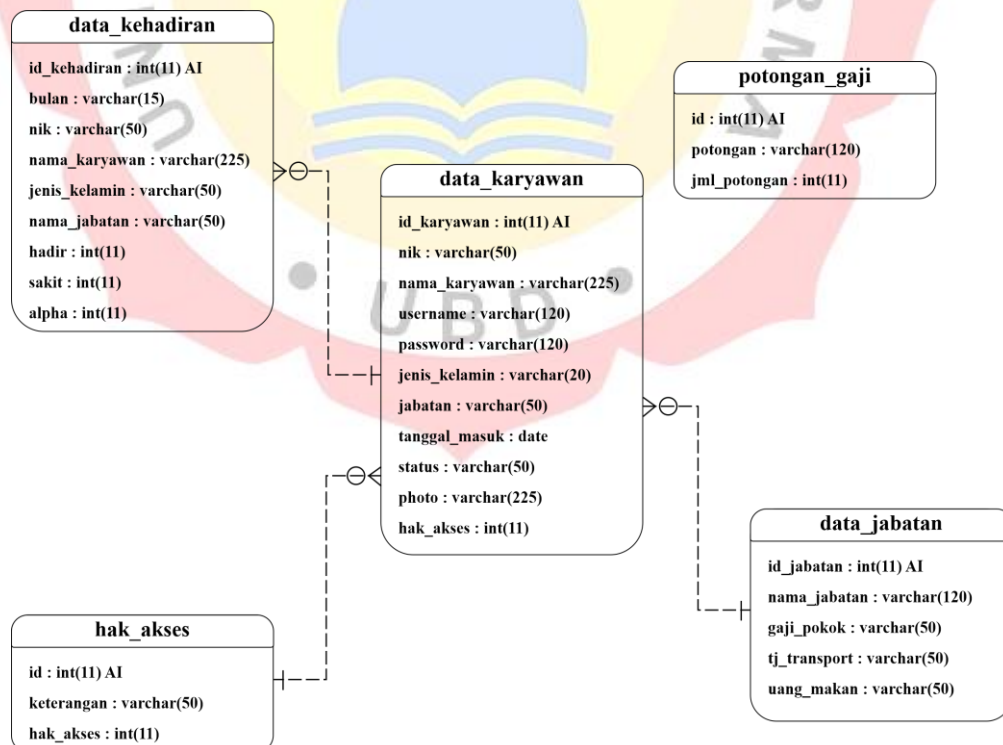 data_kehadiran
id_kehadiran : int(11) AI
bulan : varchar(15)
nik : varchar(50)
nama_karyawan : varchar(225)
jenis_kelamin : varchar(50)
nama_jabatan : varchar(50)
hadir : int(11)
sakit : int(11)
alpha : int(11)
potongan_gaji
id : int(11) AI
potongan : varchar(120)
jml_potongan : int(11)
data_karyawan
id_karyawan : int(11) AI
nik : varchar(50)
nama_karyawan : varchar(225)
username : varchar(120)
password : varchar(120)
jenis_kelamin : varchar(20)
jabatan : varchar(50)
tanggal_masuk : date
status : varchar(50)
photo : varchar(225)
hak_akses : int(11)
data_jabatan
id_jabatan : int(11) AI
nama_jabatan : varchar(120)
gaji_pokok : varchar(50)
tj_transport : varchar(50)
uang_makan : varchar(50)
hak_akses
id : int(11) AI
keterangan : varchar(50)
hak_akses : int(11)
UBD